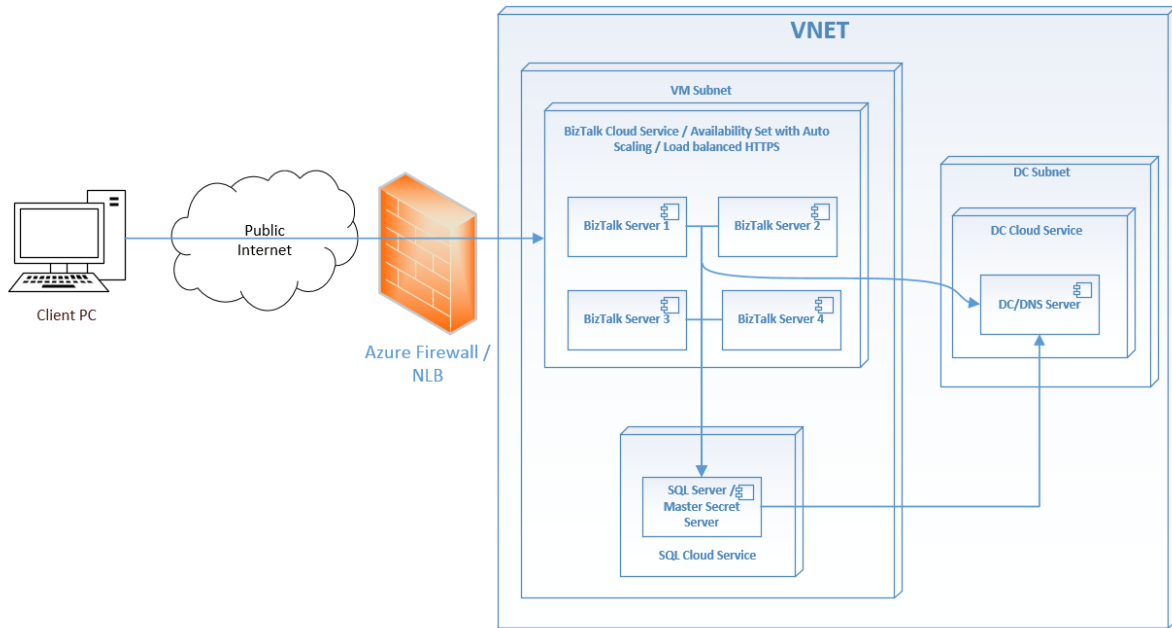 VNET
VM Subnet
BizTalk Cloud Service / Availability Set with Auto
Scaling / Load balanced HTTPS
BizTalk Server 1
BizTalk Server 2
BizTalk Server 3
BizTalk Server 4
Public
Internet
Client PC
Azure Firewall /
NLB
DC Subnet
DC Cloud Service
DC/DNS Server
SQL Server /
Master Secret
Server
SQL Cloud Service